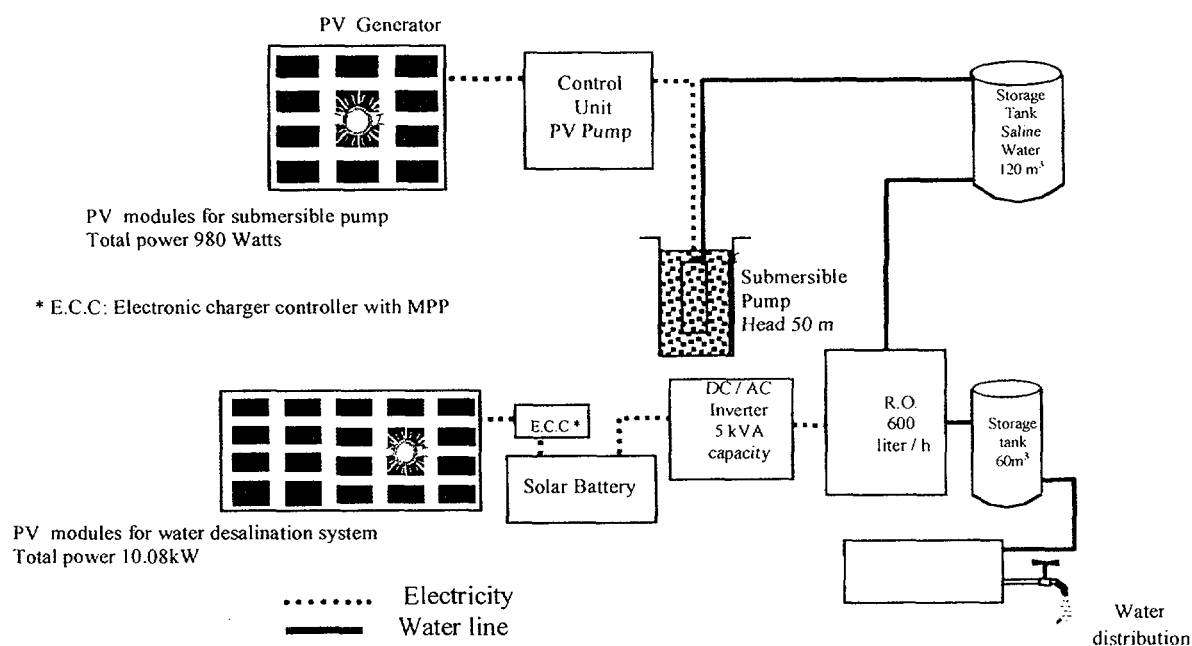 PV Generator
Control
Unit
PV Pump
Storage
Tank
Saline
Water
120 m³
PV modules for submersible pump
Total power 980 Watts
Submersible
Pump
Head 50 m
* E.C.C: Electronic charger controller with MPP
E.C.C *
Solar Battery
DC / AC
Inverter
5 kVA
capacity
R.O.
600
liter / h
Storage
tank
60m³
PV modules for water desalination system
Total power 10.08kW
Electricity
Water line
Water
distribution